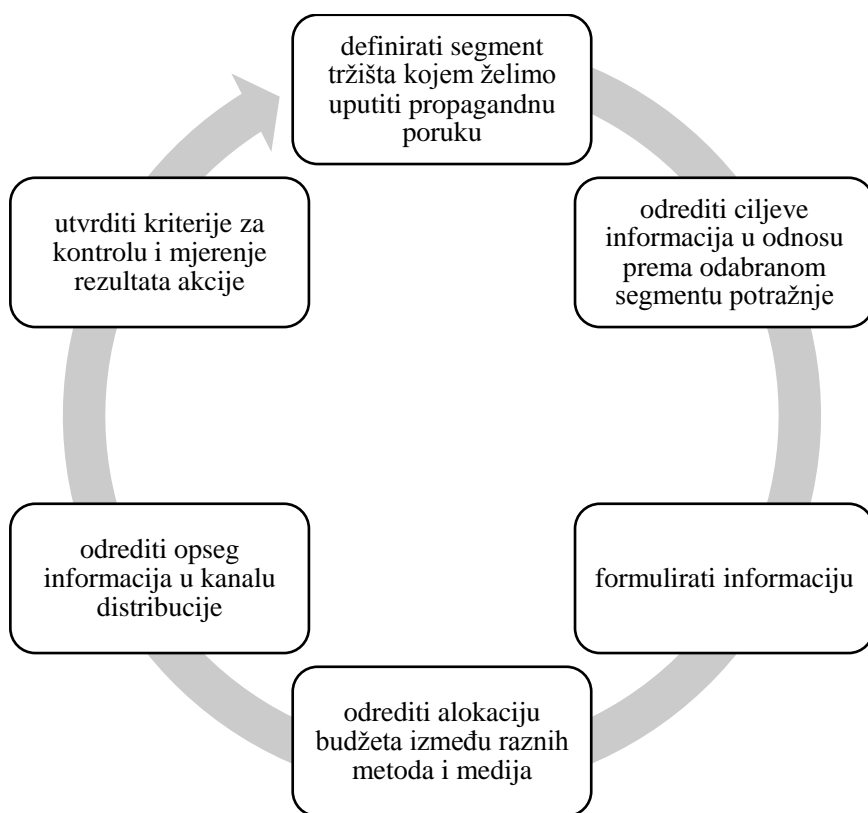 definirati segment
tržišta kojem želimo
uputiti propagandnu
poruku
odrediti ciljeve
informacija u odnosu
prema odabranom
segmentu potražnje
formulirati informaciju
odrediti alokaciju
budžeta između raznih
metoda i medija
odrediti opseg
informacija u kanalu
distribucije
utvrditi kriterije za
kontrolu i mjerenje
rezultata akcije